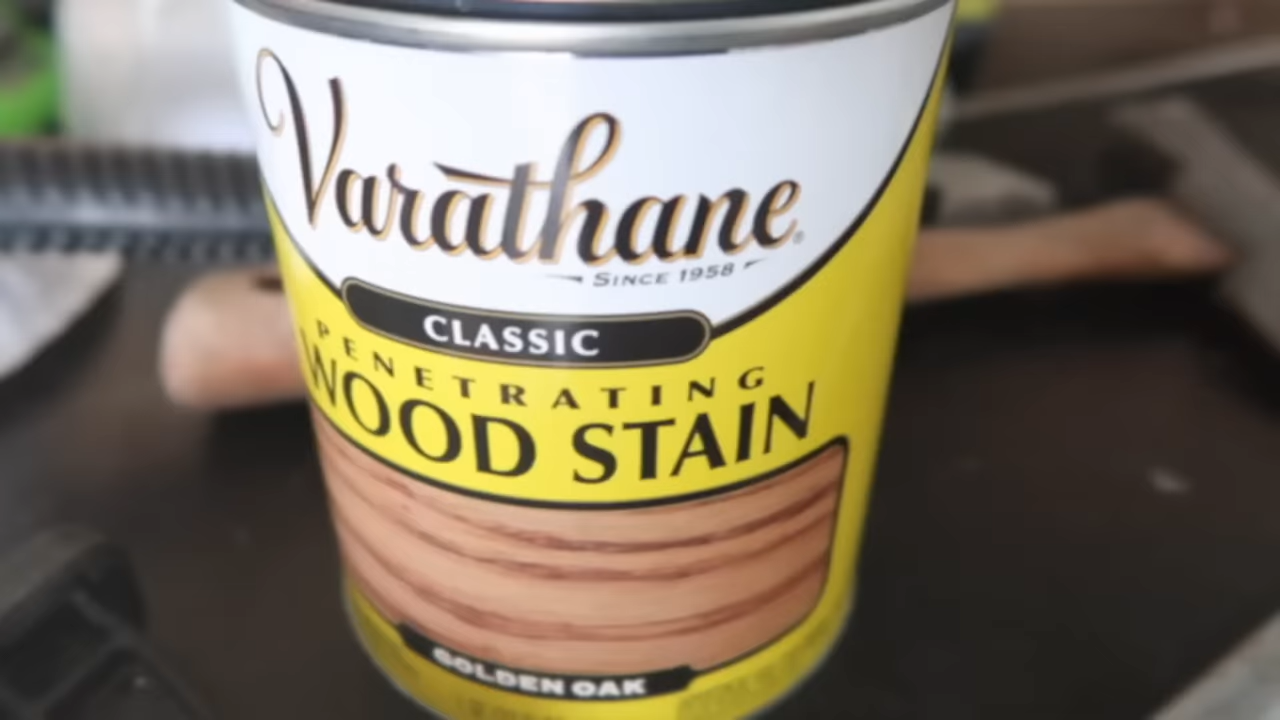 Varathane®
SINCE 1958
CLASSIC
PENETRATING
WOOD STAIN
GOLDEN OAK